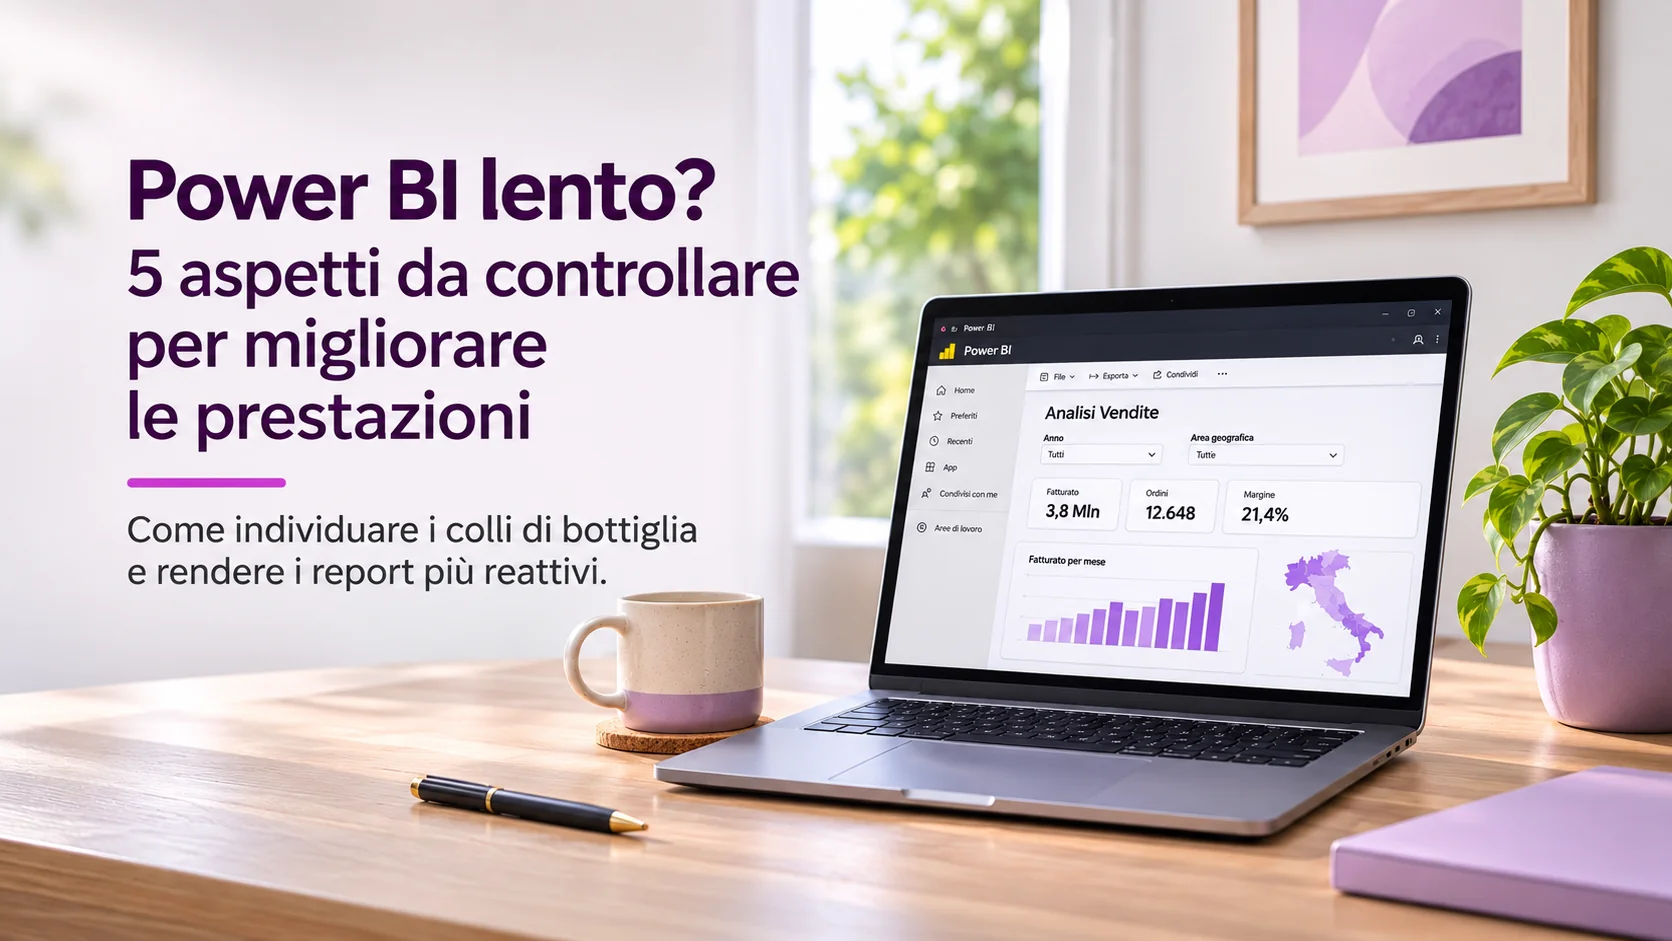 Power BI lento?
5 aspetti da controllare
per migliorare
le prestazioni
Come individuare i colli di bottiglia
e rendere i report più reattivi.
Power BI
Power BI
Home
Preferiti
Recenti
App
Condivisi con me
Aree di lavoro
File
Esporta
Condividi
Analisi Vendite
Anno
Tutti
Area geografica
Tutte
Fatturato
3,8 Mln
Ordini
12.648
Margine
21,4%
Fatturato per mese